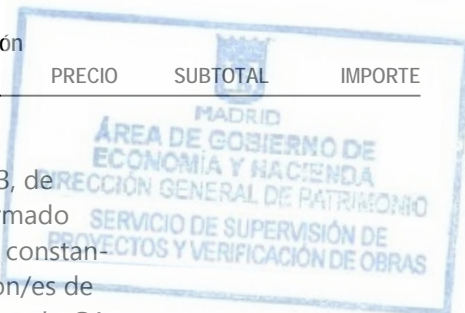 ón
PRECIO SUBTOTAL IMPORTE
MADRID
ÁREA DE GOBIERNO DE
ECONOMÍA Y HACIENDA
3, de
DIRECCIÓN GENERAL DE PATRIMONIO
rmado
SERVICIO DE SUPERVISIÓN DE
constan-
PROYECTOS Y VERIFICACIÓN DE OBRAS
on/es de